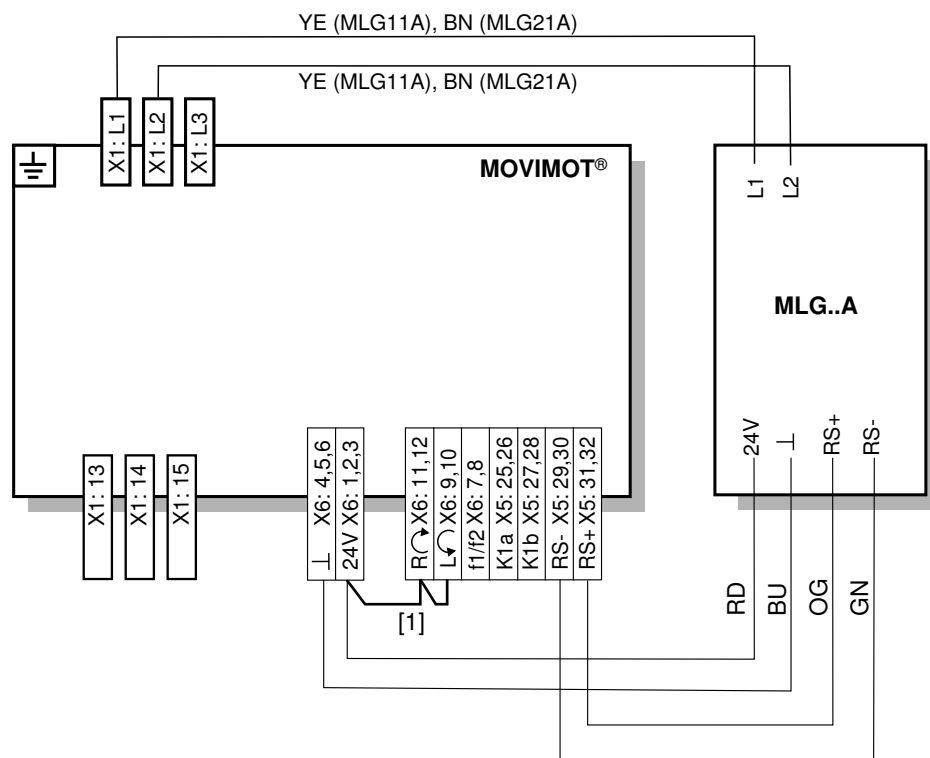 YE (MLG11A), BN (MLG21A)
YE (MLG11A), BN (MLG21A)
X1: L1
X1: L2
X1: L3
MOVIMOT®
L1
L2
MLG..A
24V
⊥
RS+
RS-
X1: 13
X1: 14
X1: 15
⊥ X6: 4,5,6
24V X6: 1,2,3
R X6: 11,12
L X6: 9,10
f1/f2 X6: 7,8
K1a X5: 25,26
K1b X5: 27,28
RS- X5: 29,30
RS+ X5: 31,32
[1]
RD
BU
OG
GN